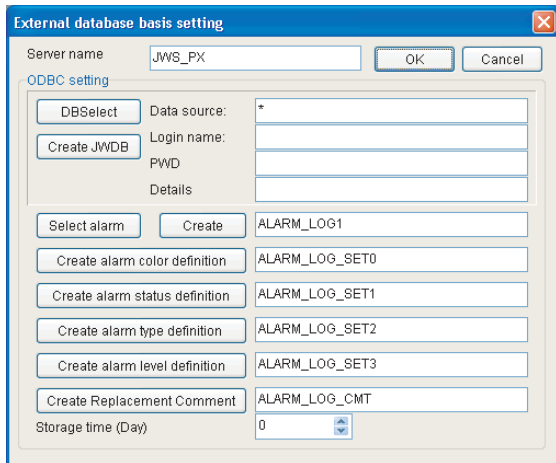 External database basis setting
Server name JWS_PX OK Cancel
ODBC setting
DBSelect Data source: *
Create JWDB Login name:
PWD
Details
Select alarm Create ALARM_LOG1
Create alarm color definition ALARM_LOG_SET0
Create alarm status definition ALARM_LOG_SET1
Create alarm type definition ALARM_LOG_SET2
Create alarm level definition ALARM_LOG_SET3
Create Replacement Comment ALARM_LOG_CMT
Storage time (Day) 0